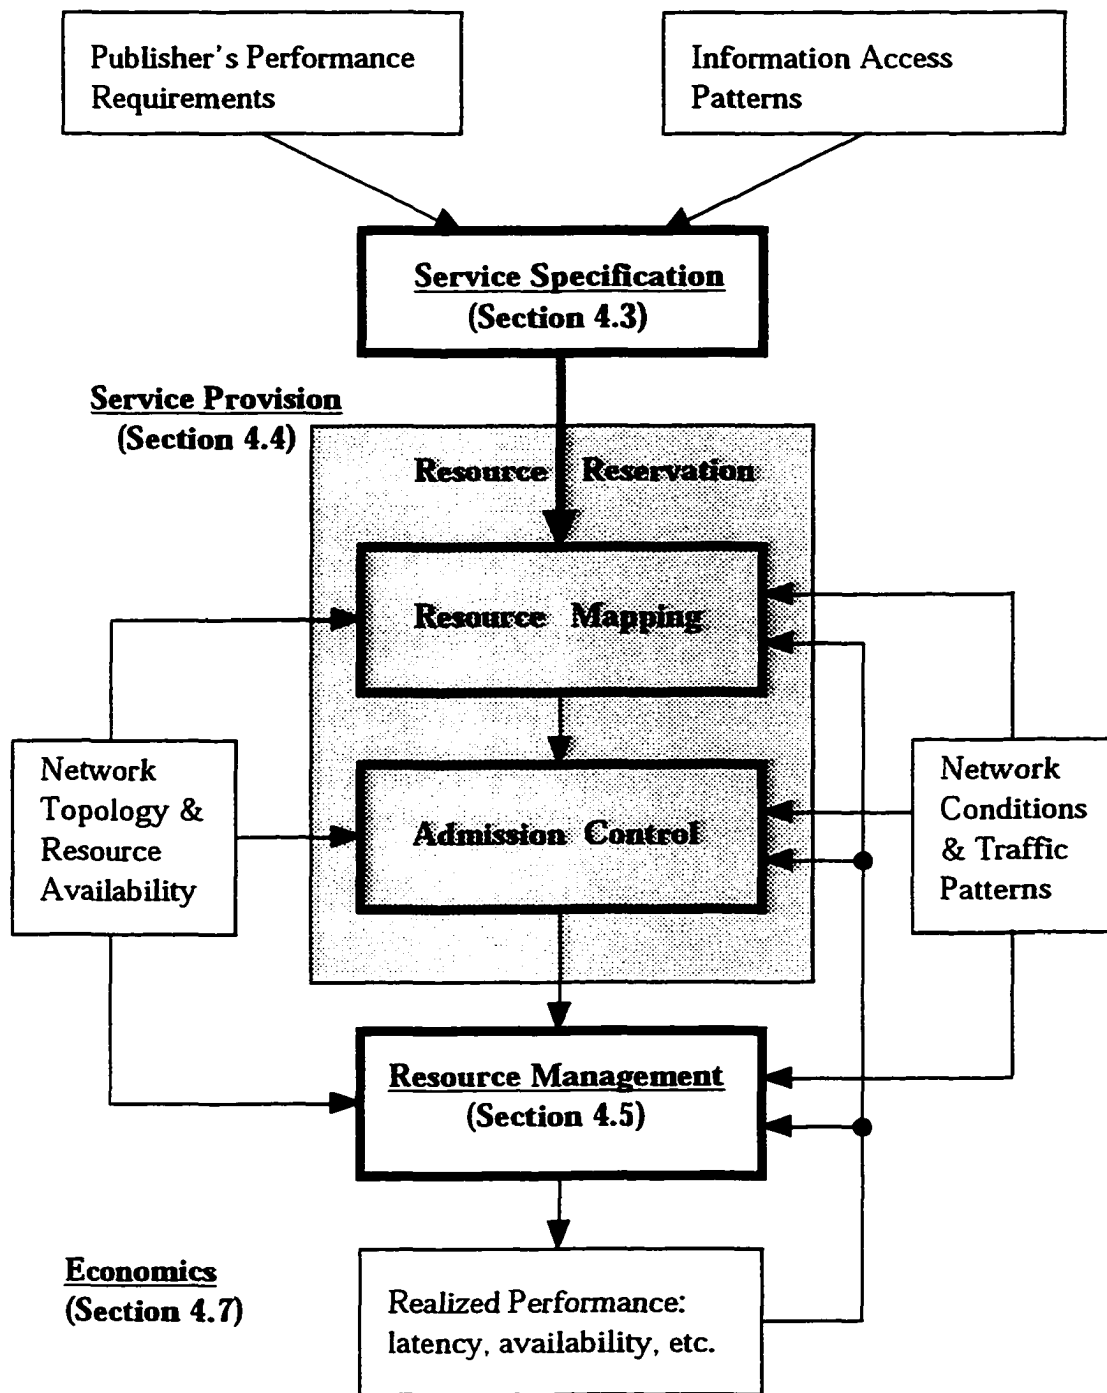 Publisher's Performance
Requirements
Information Access
Patterns
Service Specification
(Section 4.3)
Service Provision
(Section 4.4)
Resource Reservation
Resource Mapping
Network
Topology &
Resource
Availability
Admission Control
Network
Conditions
& Traffic
Patterns
Resource Management
(Section 4.5)
Economics
(Section 4.7)
Realized Performance:
latency, availability, etc.